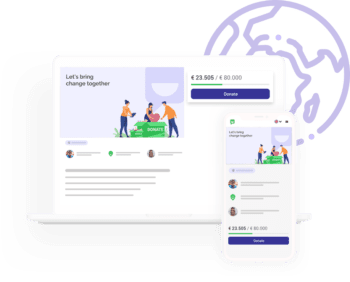 Let's bring
change together
€ 23.505 / € 80.000
Donate
DONATE
Let's bring
change together
€ 23.505 / € 80.000
Donate